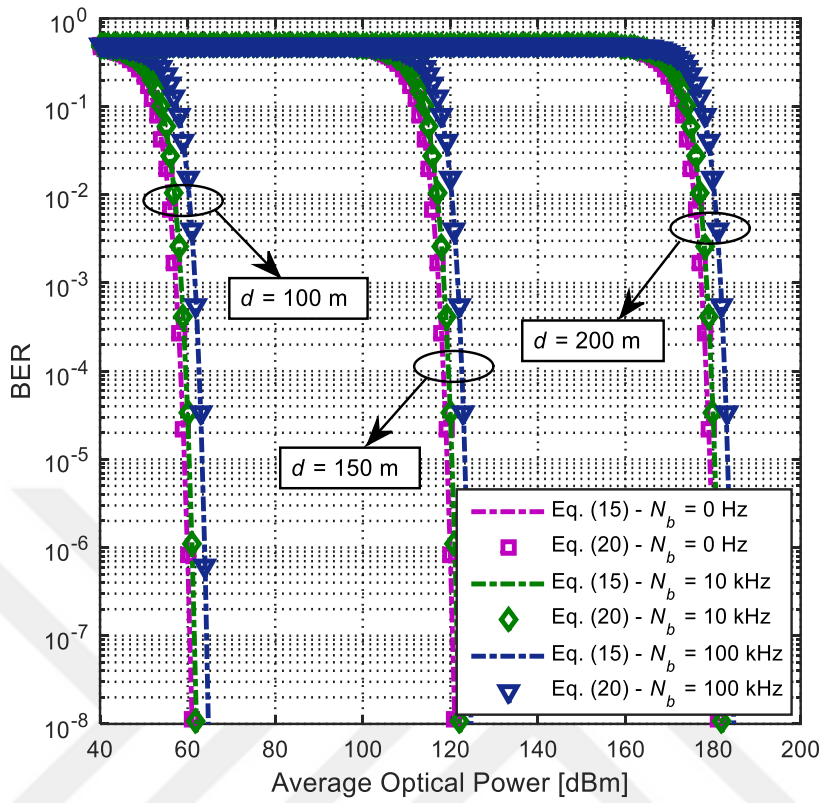 10^0
10^-1
10^-2
10^-3
10^-4
10^-5
10^-6
10^-7
10^-8
BER
d = 100 m
d = 200 m
d = 150 m
Eq. (15) - N_b = 0 Hz
Eq. (20) - N_b = 0 Hz
Eq. (15) - N_b = 10 kHz
Eq. (20) - N_b = 10 kHz
Eq. (15) - N_b = 100 kHz
Eq. (20) - N_b = 100 kHz
40 60 80 100 120 140 160 180 200
Average Optical Power [dBm]